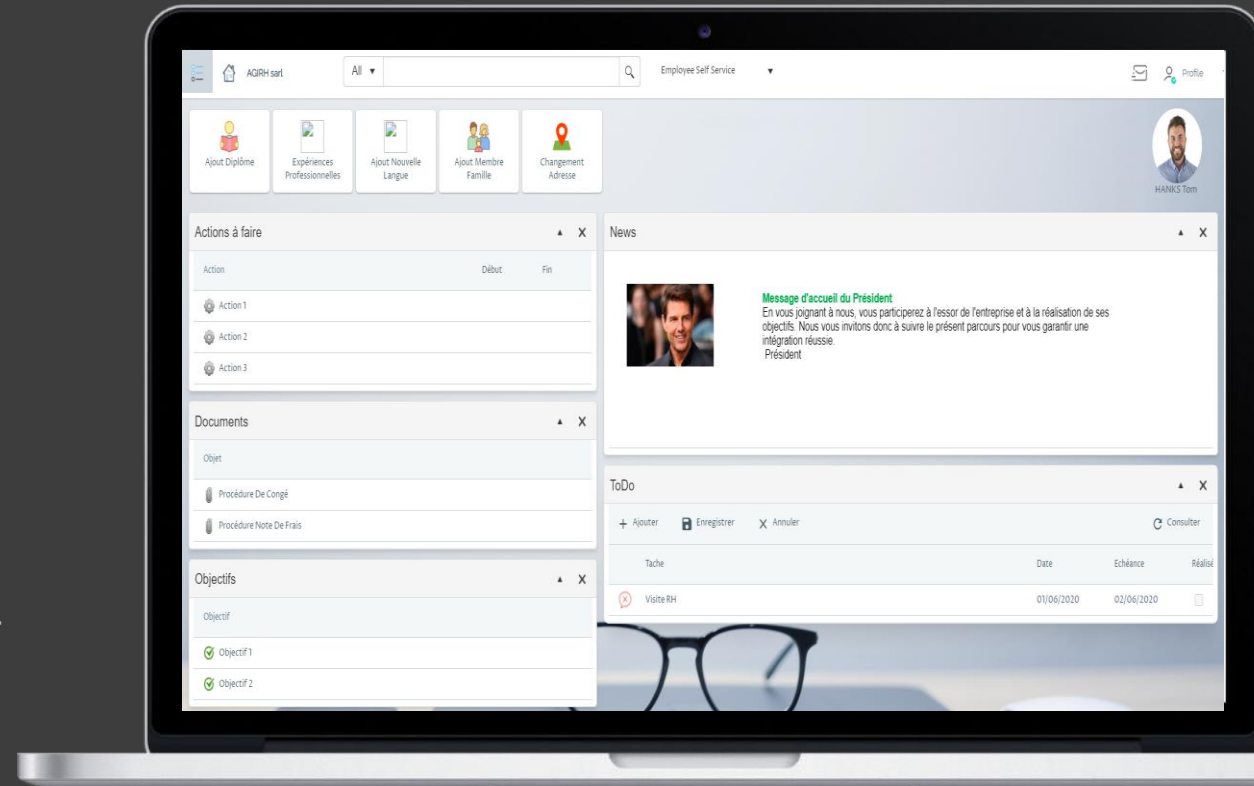 AGIRH sarl
All
Employee Self Service
Profile
Ajout Diplôme
Expériences
Professionnelles
Ajout Nouvelle
Langue
Ajout Membre
Famille
Changement
Adresse
HANKS Tom
Actions à faire
X
Action Début Fin
Action 1
Action 2
Action 3
Documents
X
Objet
Procédure De Congé
Procédure Note De Frais
Objectifs
X
Objectif
Objectif 1
Objectif 2
News
X
Message d'accueil du Président
En vous joignant à nous, vous participerez à l'essor de l'entreprise et à la réalisation de ses
objectifs. Nous vous invitons donc à suivre le présent parcours pour vous garantir une
intégration réussie.
Président
ToDo
X
+ Ajouter Enregistrer X Annuler Consulter
Tache Date Echéance Réalisé
Visite RH 01/06/2020 02/06/2020